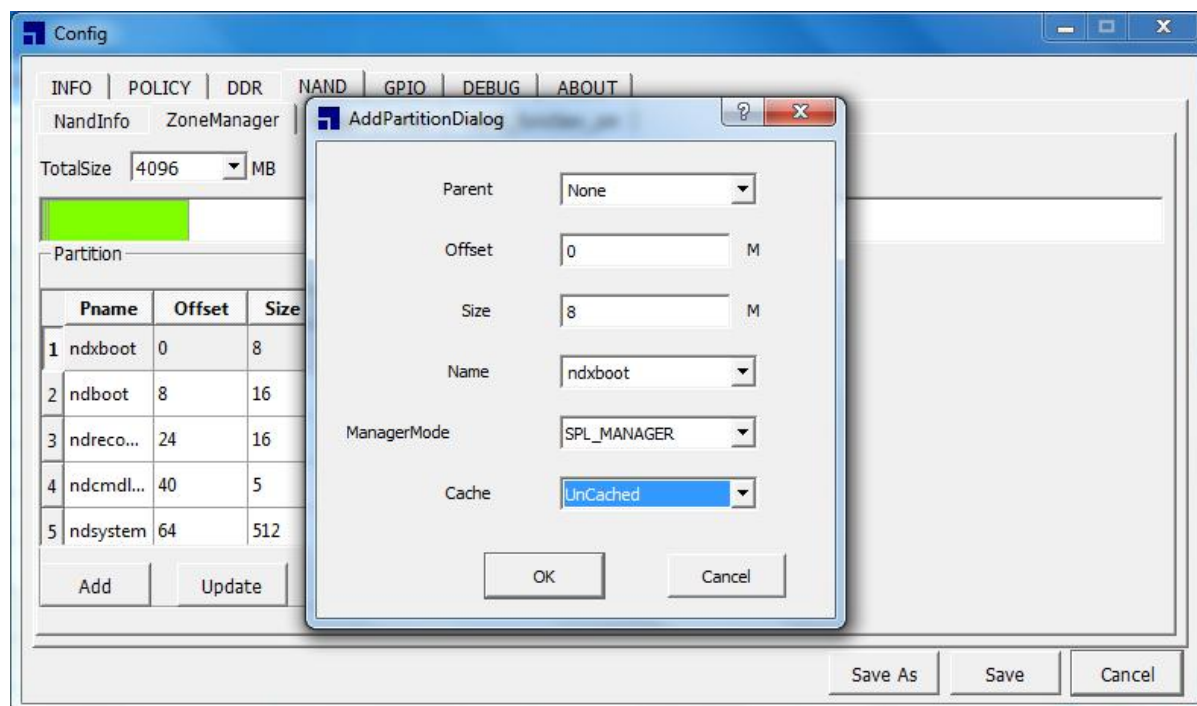 Config
INFO POLICY DDR NAND GPIO DEBUG ABOUT
NandInfo ZoneManager
TotalSize 4096 MB
Partition
Pname Offset Size
1 ndxboot 0 8
2 ndboot 8 16
3 ndreco... 24 16
4 ndcmdl... 40 5
5 ndsystem 64 512
Add Update
AddPartitionDialog
Parent None
Offset 0 M
Size 8 M
Name ndxboot
ManagerMode SPL_MANAGER
Cache UnCached
OK Cancel
Save As Save Cancel